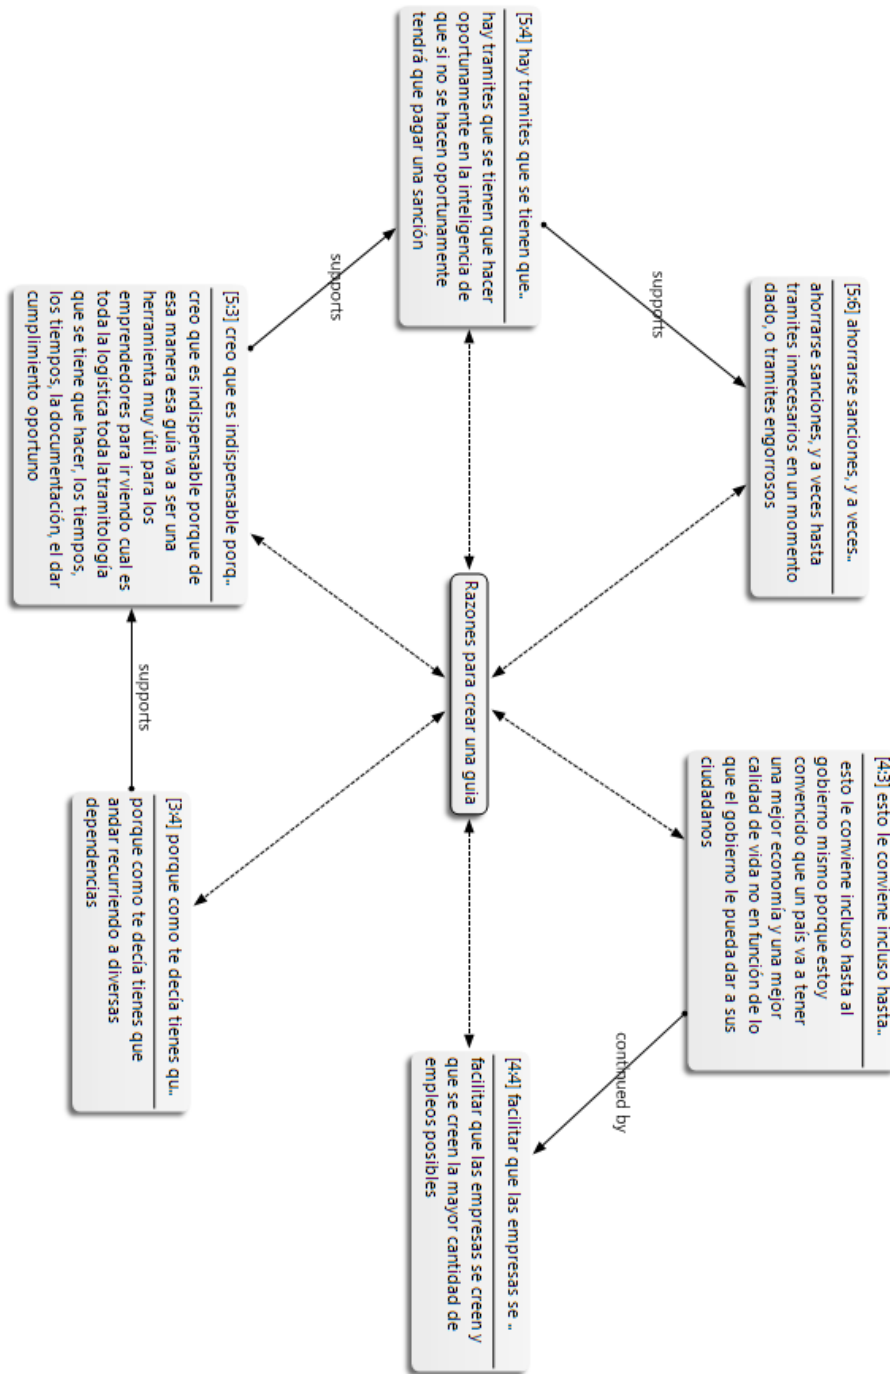 [5:4] hay tramites que se tienen que..
hay tramites que se tienen que hacer
oportunamente en la inteligencia de
que si no se hacen oportunamente
tendrá que pagar una sanción
supports
[5:6] ahorrarse sanciones, y a veces..
ahorrarse sanciones, y a veces hasta
tramites innecesarios en un momento
dado, o tramites engorrosos
supports
[5:3] creo que es indispensable porq..
creo que es indispensable porque de
esa manera esa guía va a ser una
herramienta muy útil para los
emprendedores para ir viendo cual es
toda la logística toda la tramitología
que se tiene que hacer, los tiempos,
los tiempos, la documentación, el dar
cumplimiento oportuno
Razones para crear una guia
supports
[4:3] esto le conviene incluso hasta..
esto le conviene incluso hasta al
gobierno mismo porque estoy
convencido que un país va a tener
una mejor economía y una mejor
calidad de vida no en función de lo
que el gobierno le pueda dar a sus
ciudadanos
[3:4] porque como te decía tienes qu..
porque como te decía tienes que
andar recurriendo a diversas
dependencias
continued by
[4:4] facilitar que las empresas se ..
facilitar que las empresas se creen y
que se creen la mayor cantidad de
empleos posibles